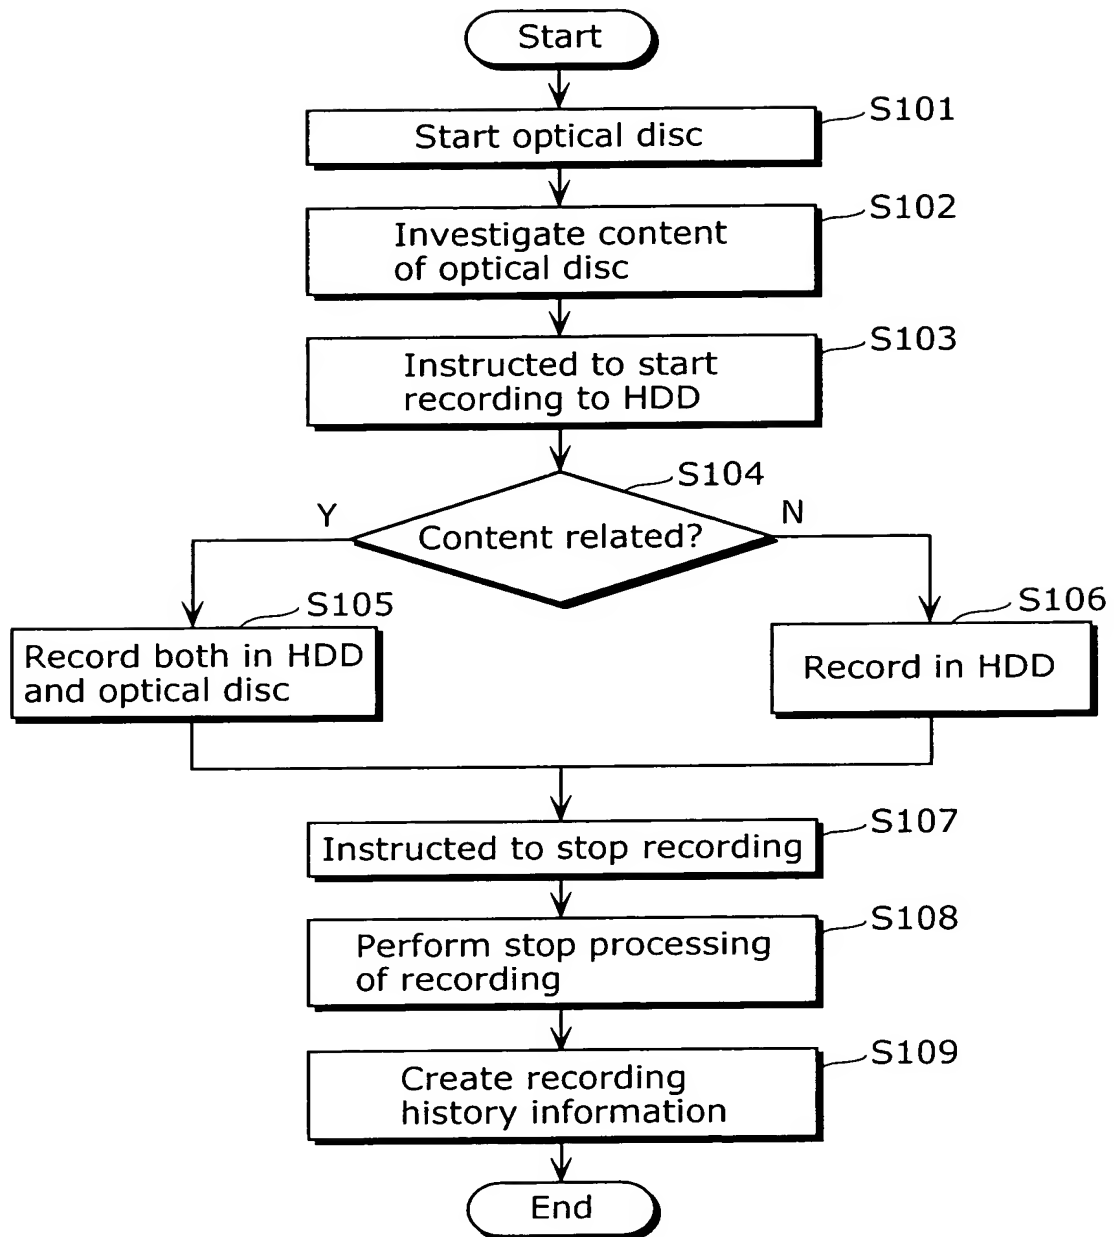 Start
S101
Start optical disc
S102
Investigate content
of optical disc
S103
Instructed to start
recording to HDD
S104
Y
N
Content related?
S105
S106
Record both in HDD
and optical disc
Record in HDD
S107
Instructed to stop recording
S108
Perform stop processing
of recording
S109
Create recording
history information
End